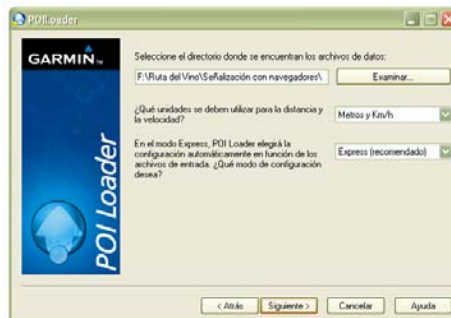 POILoader
GARMIN™
POI Loader
Seleccione el directorio donde se encuentran los archivos de datos:
F:\Ruta del Vino\Señalización con navegadores\
Examinar...
¿Qué unidades se deben utilizar para la distancia y
la velocidad?
Metros y Km/h
En el modo Express, POI Loader elegirá la
configuración automáticamente en función de los
archivos de entrada. ¿Qué modo de configuración
desea?
Express (recomendado)
< Atrás
Siguiente >
Cancelar
Ayuda